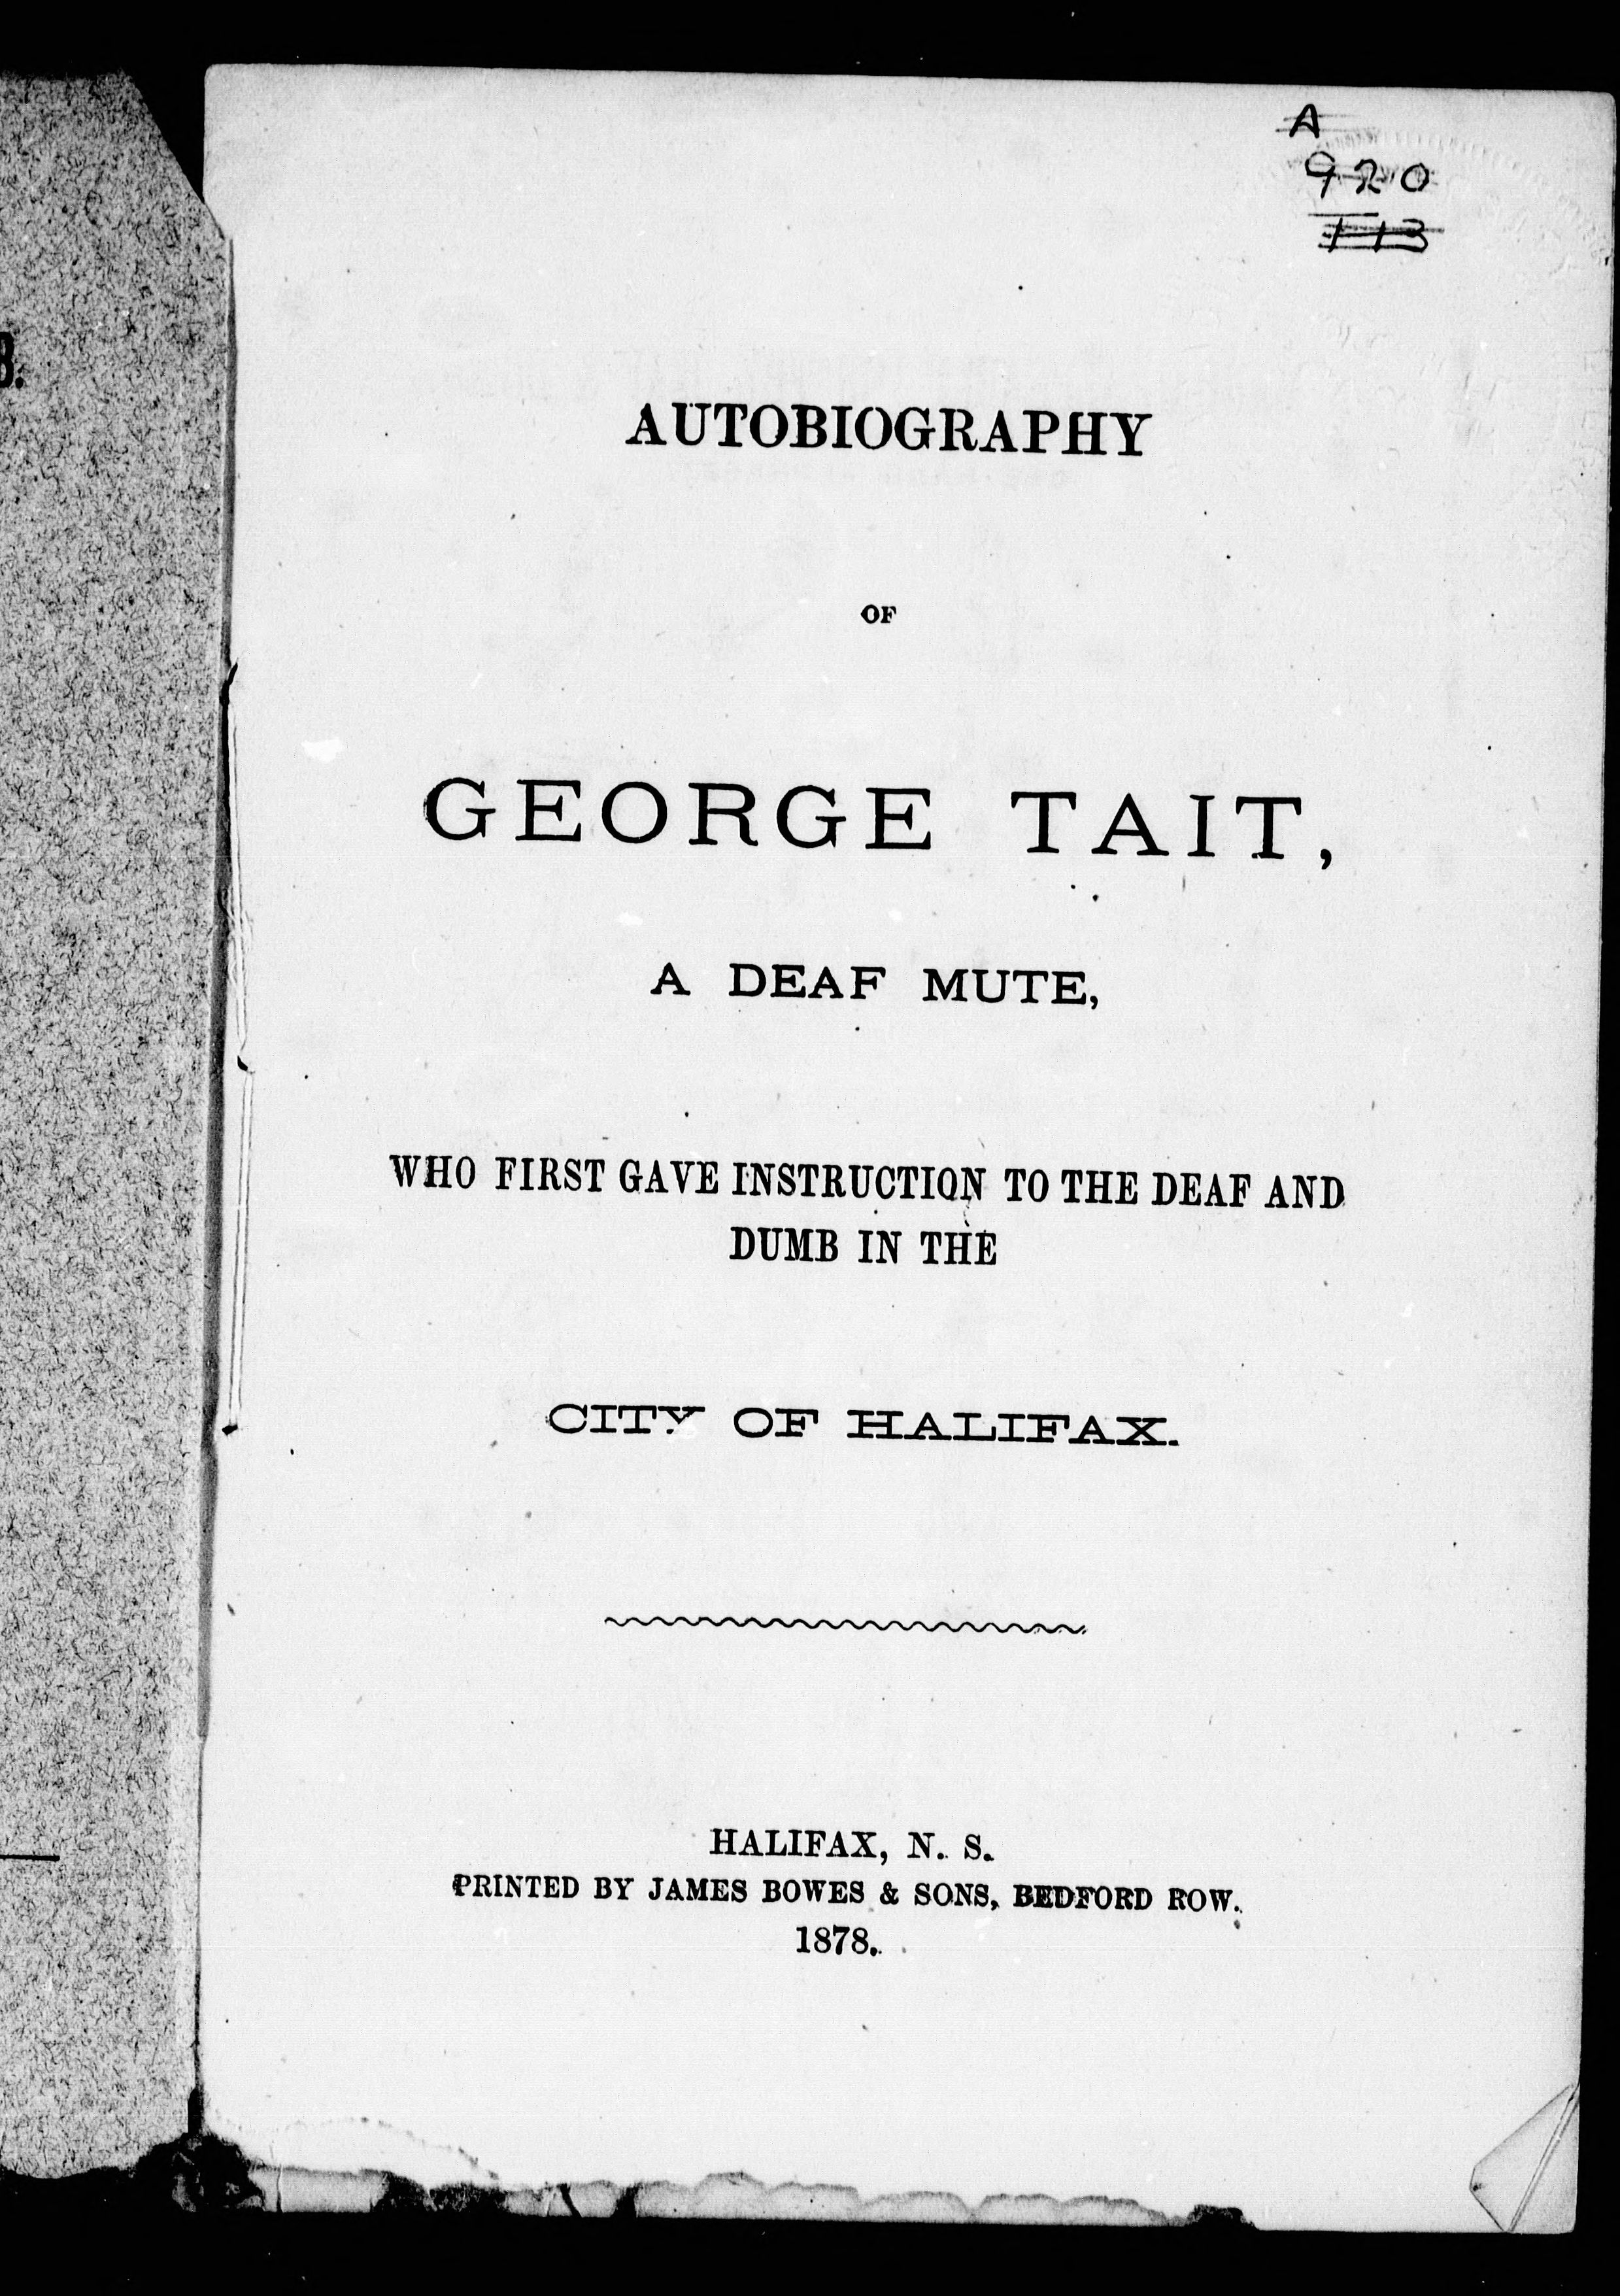 A
920
T13
AUTOBIOGRAPHY
OF
GEORGE TAIT,
A DEAF MUTE,
WHO FIRST GAVE INSTRUCTION TO THE DEAF AND
DUMB IN THE
CITY OF HALIFAX.
HALIFAX, N. S.
PRINTED BY JAMES BOWES & SONS, BEDFORD ROW.
1878.